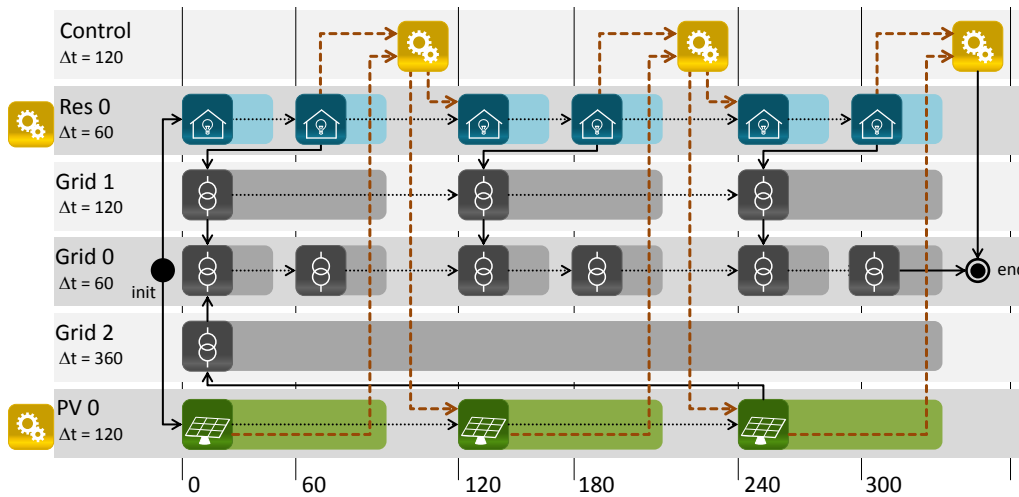 Control
Δt = 120
Res 0
Δt = 60
Grid 1
Δt = 120
Grid 0
Δt = 60
init
end
Grid 2
Δt = 360
PV 0
Δt = 120
0 60 120 180 240 300